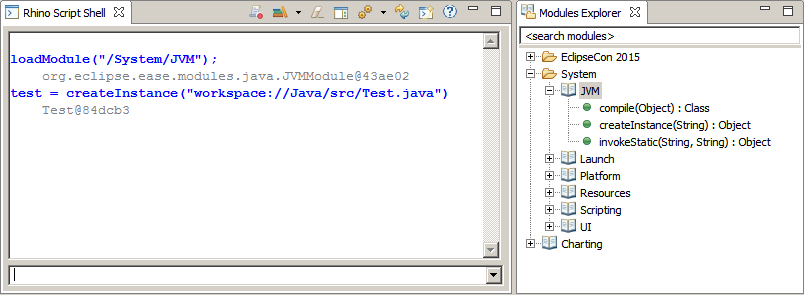 Rhino Script Shell
loadModule("/System/JVM");
org.eclipse.ease.modules.java.JVMModule@43ae02
test = createInstance("workspace://Java/src/Test.java")
Test@84dcb3
Modules Explorer
<search modules>
EclipseCon 2015
System
JVM
compile(Object) : Class
createInstance(String) : Object
invokeStatic(String, String) : Object
Launch
Platform
Resources
Scripting
UI
Charting